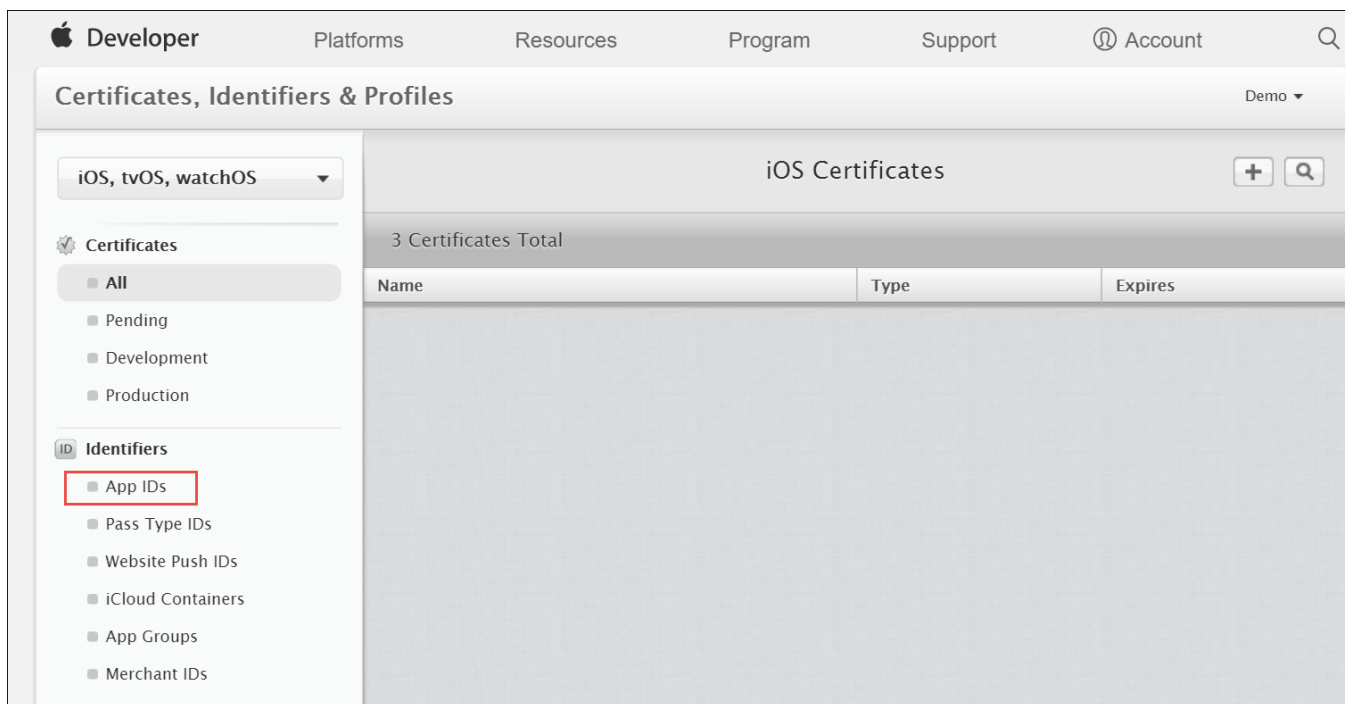 Developer Platforms Resources Program Support Account
Certificates, Identifiers & Profiles Demo
iOS, tvOS, watchOS
iOS Certificates
Certificates
3 Certificates Total
All
Name Type Expires
Pending
Development
Production
ID Identifiers
App IDs
Pass Type IDs
Website Push IDs
iCloud Containers
App Groups
Merchant IDs